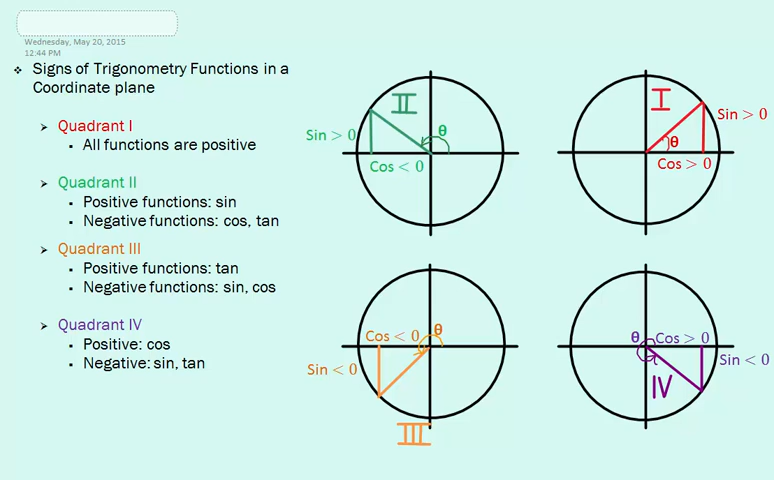 Wednesday, May 20, 2015
12:44 PM
❖ Signs of Trigonometry Functions in a
Coordinate plane
➢ Quadrant I
▪ All functions are positive
➢ Quadrant II
▪ Positive functions: sin
▪ Negative functions: cos, tan
➢ Quadrant III
▪ Positive functions: tan
▪ Negative functions: sin, cos
➢ Quadrant IV
▪ Positive: cos
▪ Negative: sin, tan
II
Sin > 0
θ
Cos < 0
I
Sin > 0
θ
Cos > 0
Cos < 0
θ
Sin < 0
III
θ
Cos > 0
Sin < 0
IV